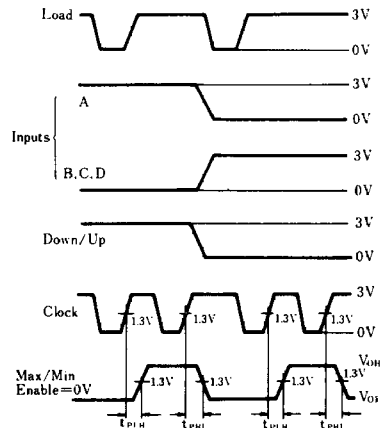 Load
3V
0V
A
3V
0V
Inputs
B.C.D
3V
0V
Down/Up
3V
0V
Clock
1.3V 1.3V 1.3V 1.3V
3V
0V
Max/Min
Enable=0V
1.3V 1.3V 1.3V 1.3V
VOH
tPLH tPHL tPLH tPHL